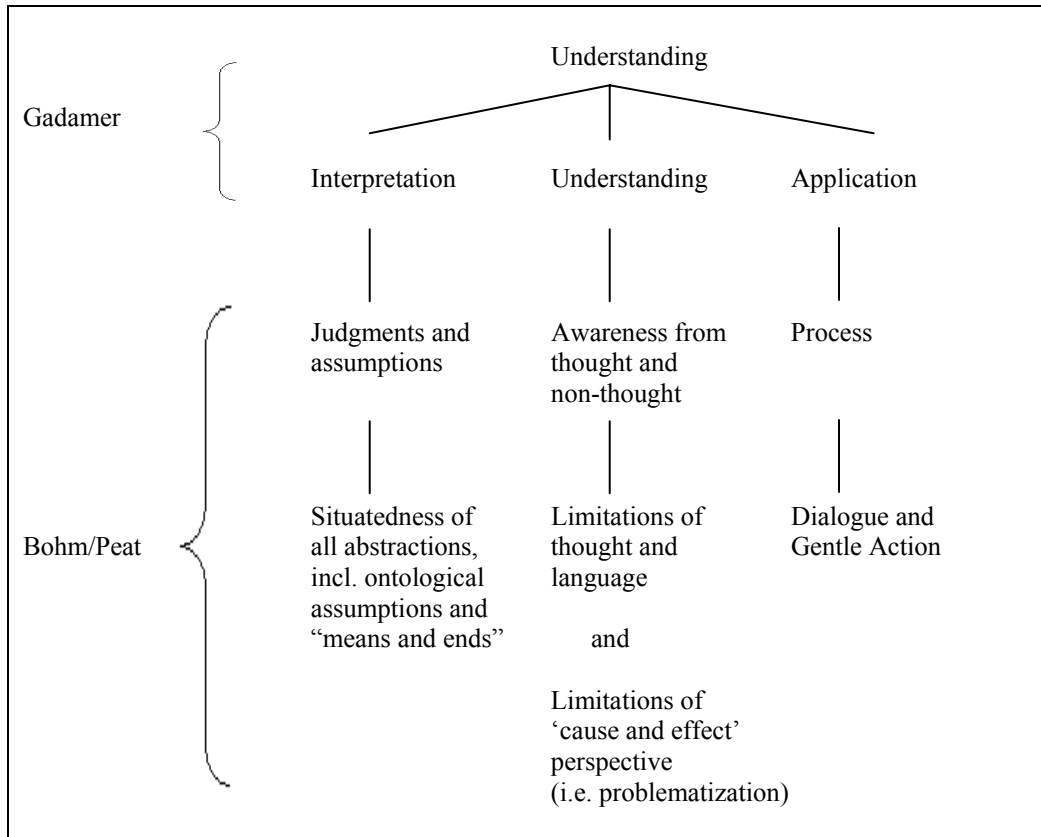 Understanding
Gadamer
Interpretation Understanding Application
Judgments and
assumptions
Awareness from
thought and
non-thought
Process
Bohm/Peat
Situatedness of
all abstractions,
incl. ontological
assumptions and
“means and ends”
Limitations of
thought and
language
and
Limitations of
‘cause and effect’
perspective
(i.e. problematization)
Dialogue and
Gentle Action